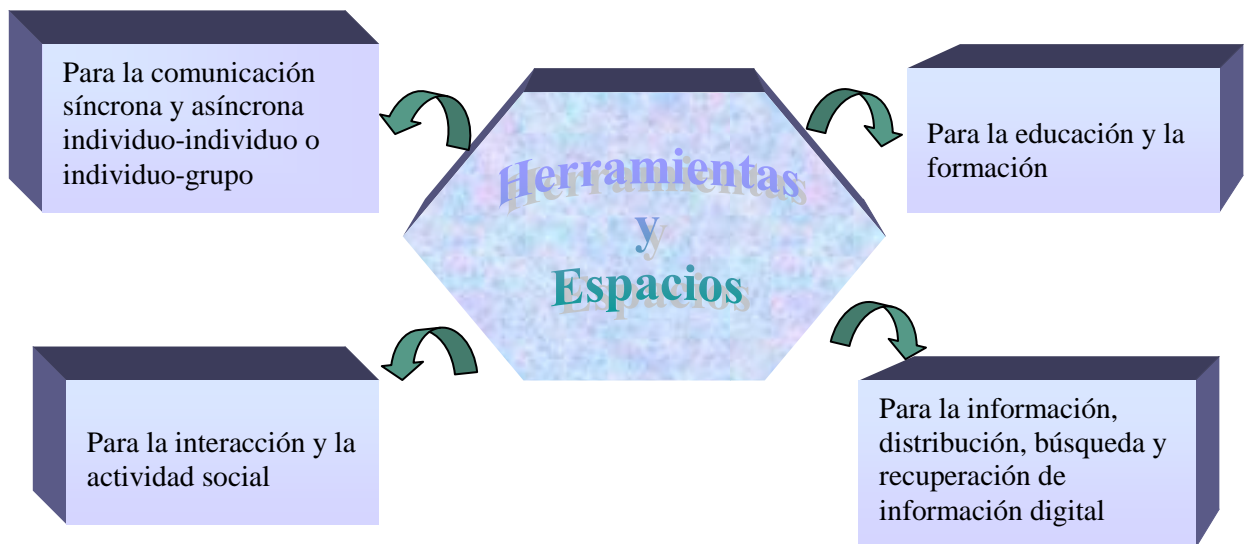 Para la comunicación
síncrona y asíncrona
individuo-individuo o
individuo-grupo
Herramientas
y
Espacios
Para la educación y la
formación
Para la interacción y la
actividad social
Para la información,
distribución, búsqueda y
recuperación de
información digital